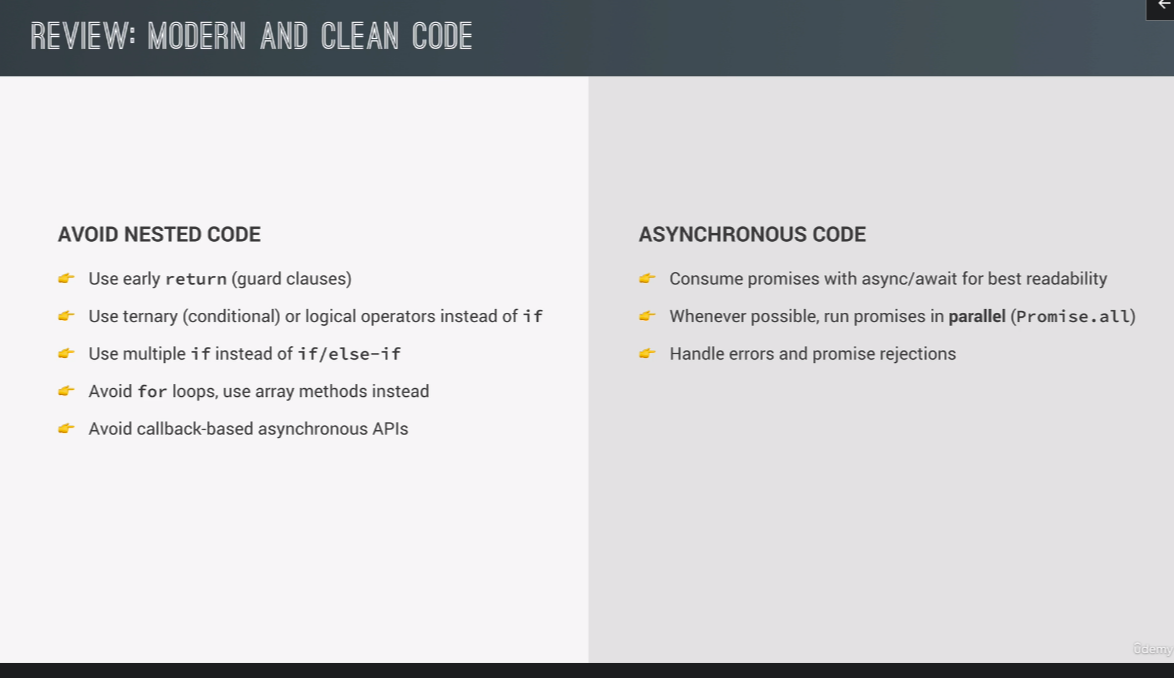 REVIEW: MODERN AND CLEAN CODE
AVOID NESTED CODE
Use early return (guard clauses)
Use ternary (conditional) or logical operators instead of if
Use multiple if instead of if/else-if
Avoid for loops, use array methods instead
Avoid callback-based asynchronous APIs
ASYNCHRONOUS CODE
Consume promises with async/await for best readability
Whenever possible, run promises in parallel (Promise.all)
Handle errors and promise rejections
ûdemy